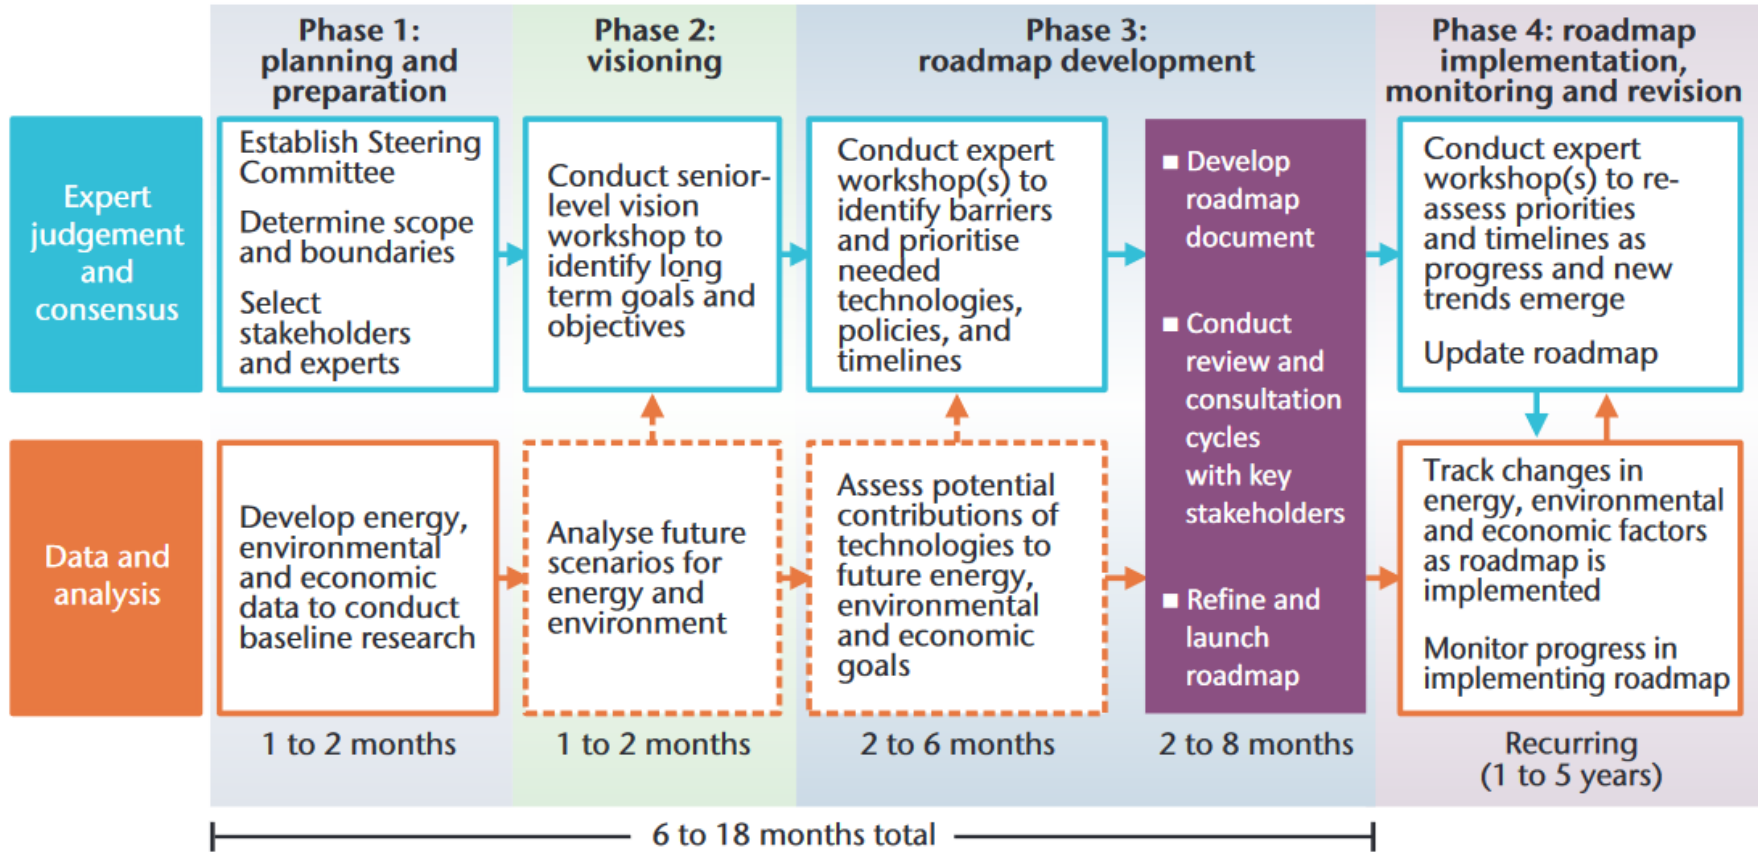 Phase 1:
planning and
preparation
Phase 2:
visioning
Phase 3:
roadmap development
Phase 4: roadmap
implementation,
monitoring and revision
Expert
judgement
and
consensus
Establish Steering
Committee
Determine scope
and boundaries
Select
stakeholders
and experts
Conduct senior-
level vision
workshop to
identify long
term goals and
objectives
Conduct expert
workshop(s) to
identify barriers
and prioritise
needed
technologies,
policies, and
timelines
■ Develop
roadmap
document
■ Conduct
review and
consultation
cycles
with key
stakeholders
■ Refine and
launch
roadmap
Conduct expert
workshop(s) to re-
assess priorities
and timelines as
progress and new
trends emerge
Update roadmap
Data and
analysis
Develop energy,
environmental
and economic
data to conduct
baseline research
Analyse future
scenarios for
energy and
environment
Assess potential
contributions of
technologies to
future energy,
environmental
and economic
goals
Track changes in
energy, environmental
and economic factors
as roadmap is
implemented
Monitor progress in
implementing roadmap
1 to 2 months
1 to 2 months
2 to 6 months
2 to 8 months
Recurring
(1 to 5 years)
6 to 18 months total